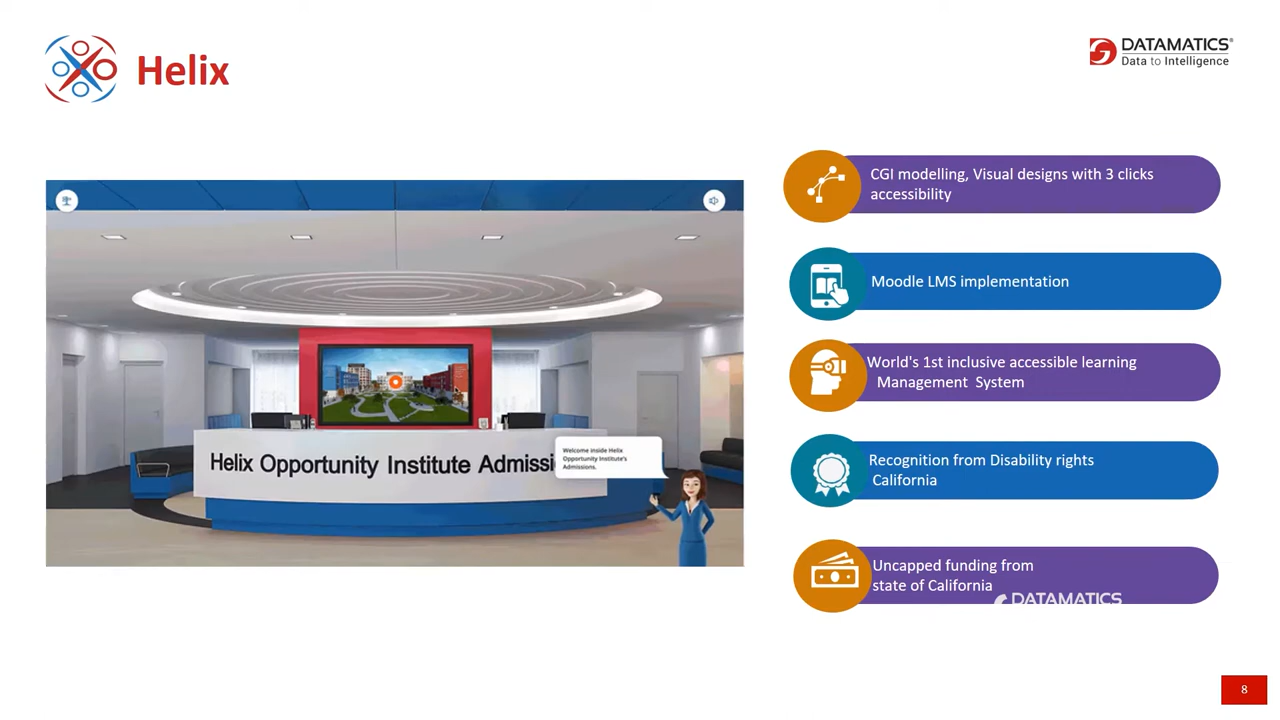 Helix
DATAMATICS®
Data to Intelligence
Helix Opportunity Institute Admissi
Welcome inside Helix
Opportunity Institute's
Admissions.
CGI modelling, Visual designs with 3 clicks
accessibility
Moodle LMS implementation
World's 1st inclusive accessible learning
Management System
Recognition from Disability rights
California
Uncapped funding from
state of California
DATAMATICS
8